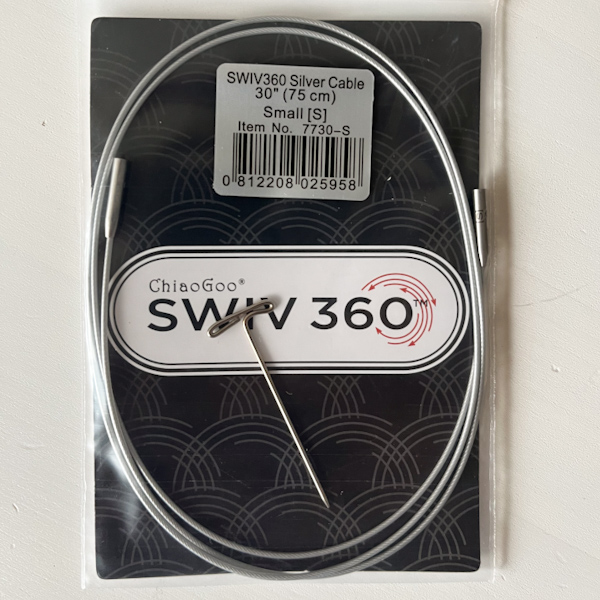 SWIV360 Silver Cable
30" (75 cm)
Small [S]
Item No. 7730-S
0 812208 025958
ChiaoGoo®
SWIV 360™